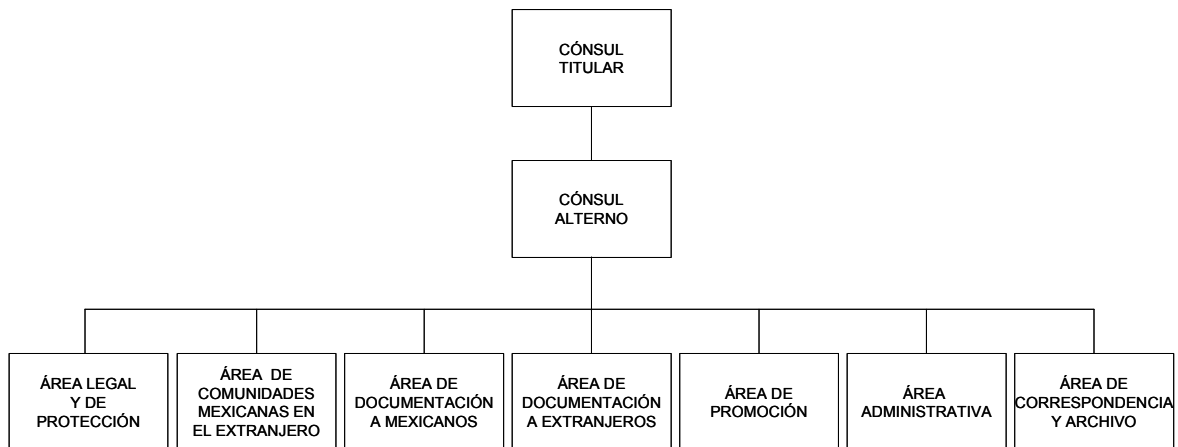 CÓNSUL
TITULAR
CÓNSUL
ALTERNO
ÁREA LEGAL
Y DE
PROTECCIÓN
ÁREA DE
COMUNIDADES
MEXICANAS EN
EL EXTRANJERO
ÁREA DE
DOCUMENTACIÓN
A MEXICANOS
ÁREA DE
DOCUMENTACIÓN
A EXTRANJEROS
ÁREA DE
PROMOCIÓN
ÁREA
ADMINISTRATIVA
ÁREA DE
CORRESPONDENCIA
Y ARCHIVO